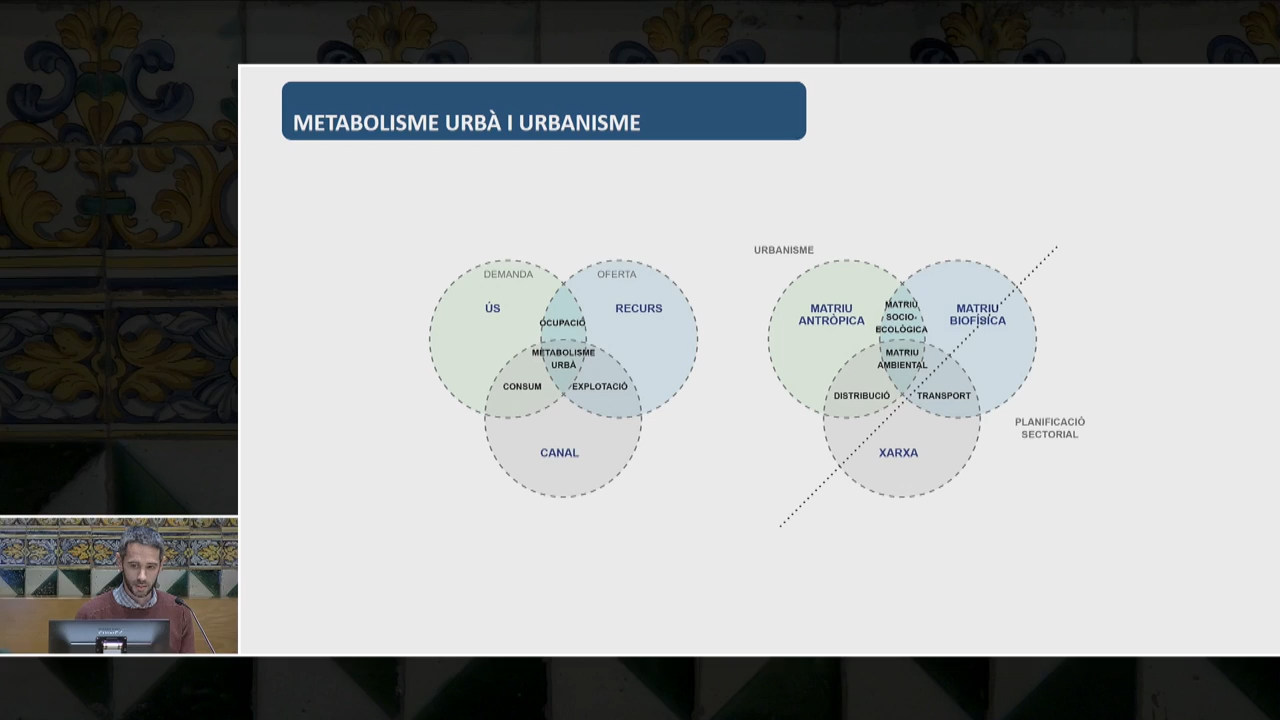 METABOLISME URBÀ I URBANISME
DEMANDA
OFERTA
ÚS
RECURS
OCUPACIÓ
METABOLISME
URBÀ
CONSUM
EXPLOTACIÓ
CANAL
URBANISME
MATRIU
ANTRÒPICA
MATRIU
SOCIO-
ECOLÒGICA
MATRIU
BIOFÍSICA
MATRIU
AMBIENTAL
DISTRIBUCIÓ
TRANSPORT
XARXA
PLANIFICACIÓ
SECTORIAL